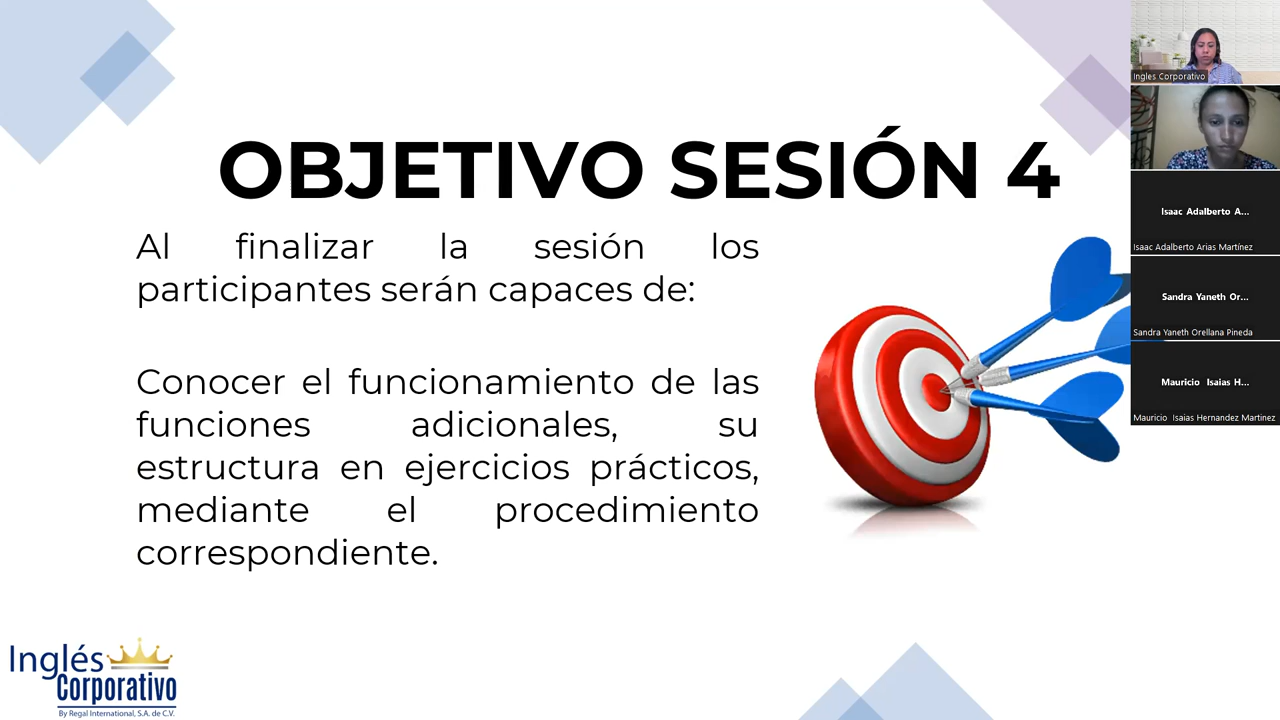 OBJETIVO SESIÓN 4
Al finalizar la sesión los
participantes serán capaces de:
Conocer el funcionamiento de las
funciones adicionales, su
estructura en ejercicios prácticos,
mediante el procedimiento
correspondiente.
Inglés
Corporativo
By Regal International, S.A. de C.V.
Ingles Corporativo
Isaac Adalberto A...
Isaac Adalberto Arias Martínez
Sandra Yaneth Or...
Sandra Yaneth Orellana Pineda
Mauricio Isaias H...
Mauricio Isaias Hernandez Martinez